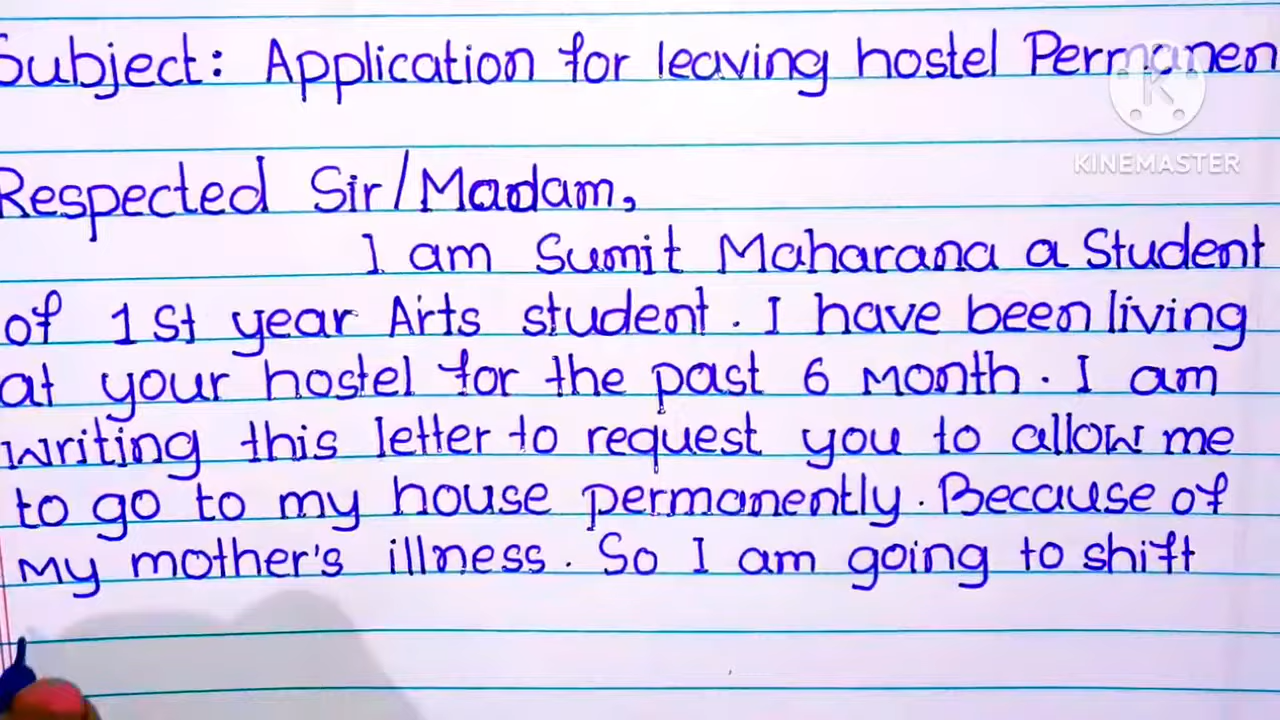 Subject: Application for leaving hostel Permanen
KINEMASTER
Respected Sir/Madam,
I am Sumit Maharana a Student
of 1st year Arts student. I have been living
at your hostel for the past 6 Month. I am
writing this letter to request you to allow me
to go to my house permanently. Because of
My mother's illness. So I am going to shift